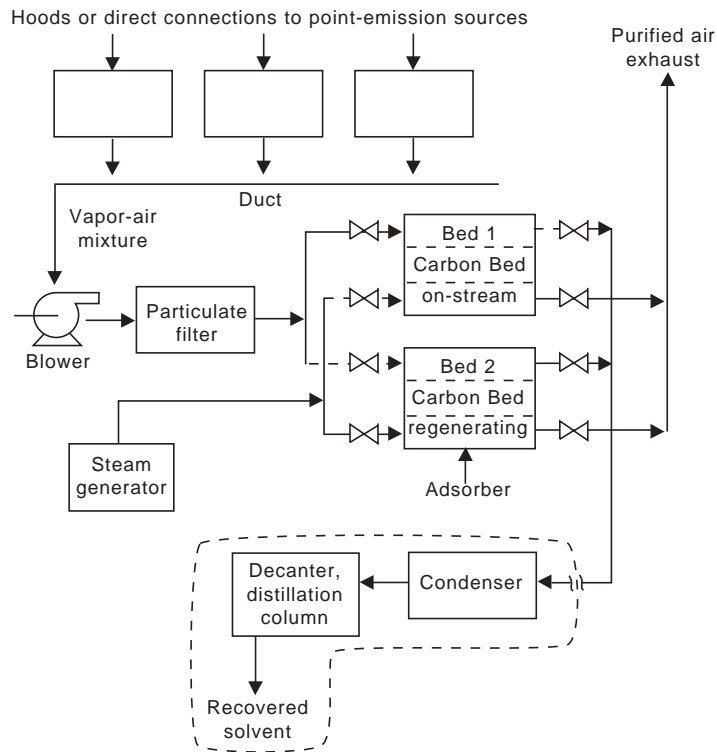 Hoods or direct connections to point-emission sources
Purified air
exhaust
Duct
Vapor-air
mixture
Blower
Particulate
filter
Bed 1
Carbon Bed
on-stream
Bed 2
Carbon Bed
regenerating
Steam
generator
Adsorber
Decanter,
distillation
column
Condenser
Recovered
solvent